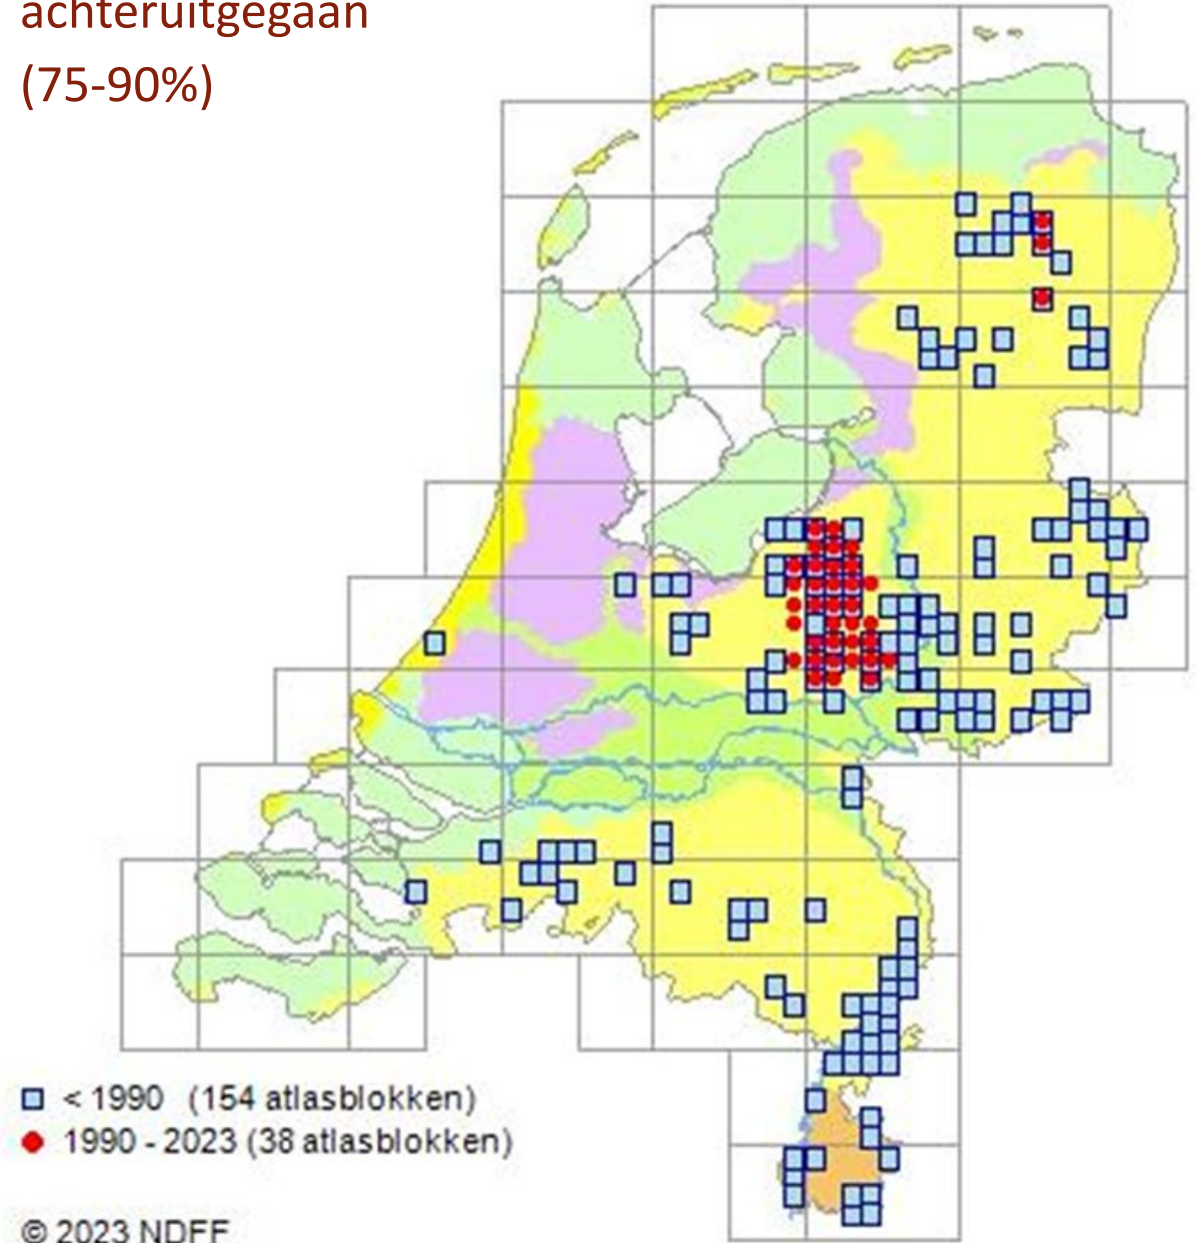 achteruitgegaan
(75-90%)
< 1990 (154 atlasblokken)
1990 - 2023 (38 atlasblokken)
© 2023 NDFF